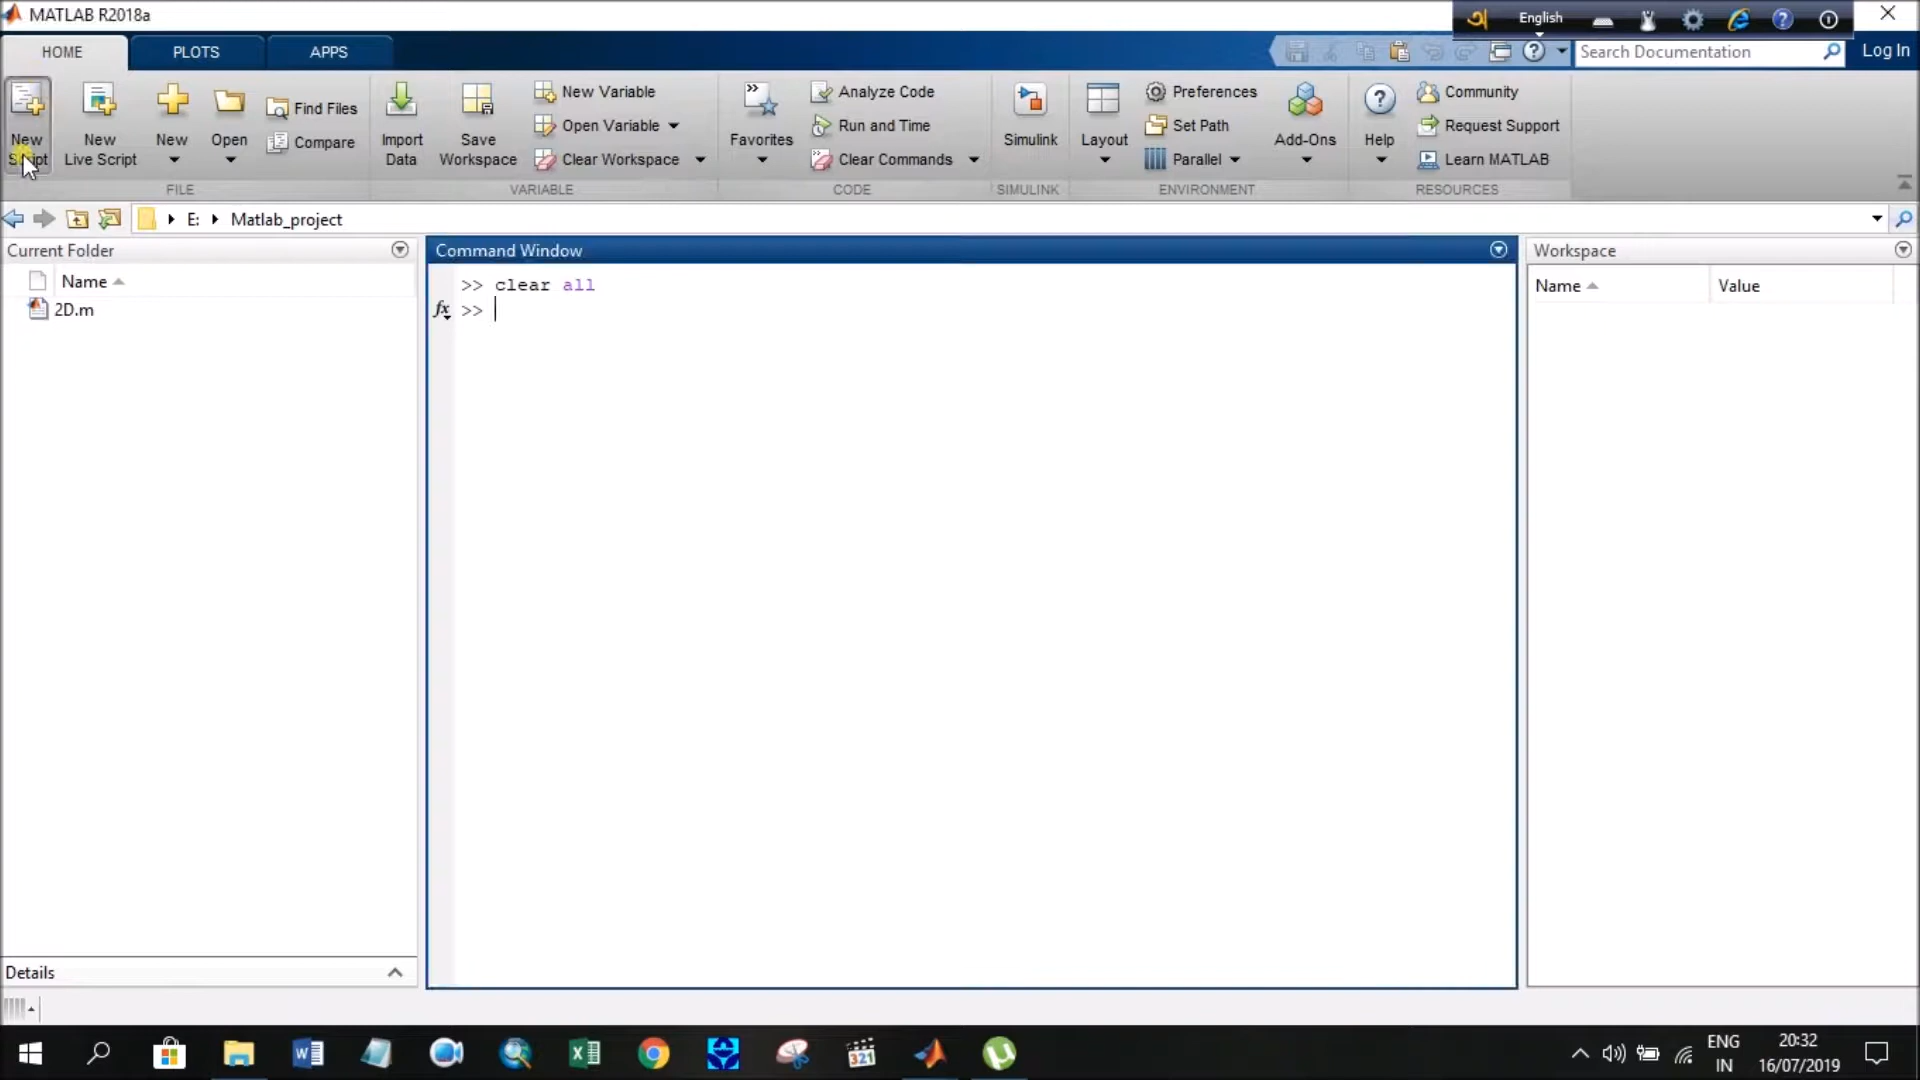 MATLAB R2018a
English
HOME
PLOTS
APPS
Search Documentation
Log In
New Script
New Live Script
New
Open
Find Files
Compare
Import Data
Save Workspace
New Variable
Open Variable
Clear Workspace
Favorites
Analyze Code
Run and Time
Clear Commands
Simulink
Layout
Preferences
Set Path
Parallel
Add-Ons
Help
Community
Request Support
Learn MATLAB
FILE
VARIABLE
CODE
SIMULINK
ENVIRONMENT
RESOURCES
E:
Matlab_project
Current Folder
Name
2D.m
Command Window
>> clear all
fx >>
Workspace
Name
Value
Details
321
ENG
IN
20:32
16/07/2019